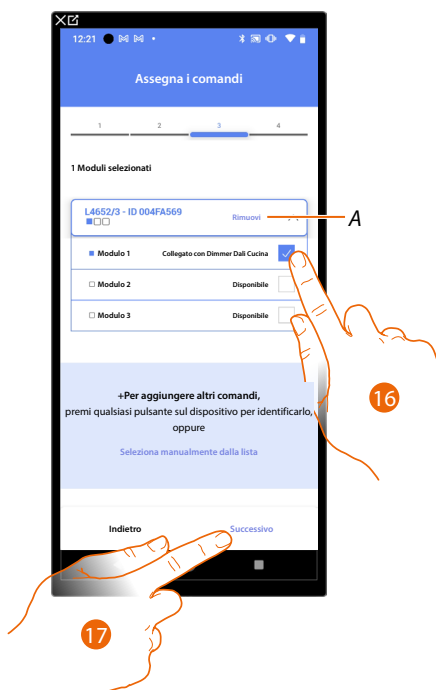 12:21
Assegna i comandi
1 2 3 4
1 Moduli selezionati
L4652/3 - ID 004FA569
Rimuovi
A
Modulo 1 Collegato con Dimmer Dali Cucina
Modulo 2 Disponibile
Modulo 3 Disponibile
+Per aggiungere altri comandi,
premi qualsiasi pulsante sul dispositivo per identificarlo,
oppure
Seleziona manualmente dalla lista
16
Indietro Successivo
17